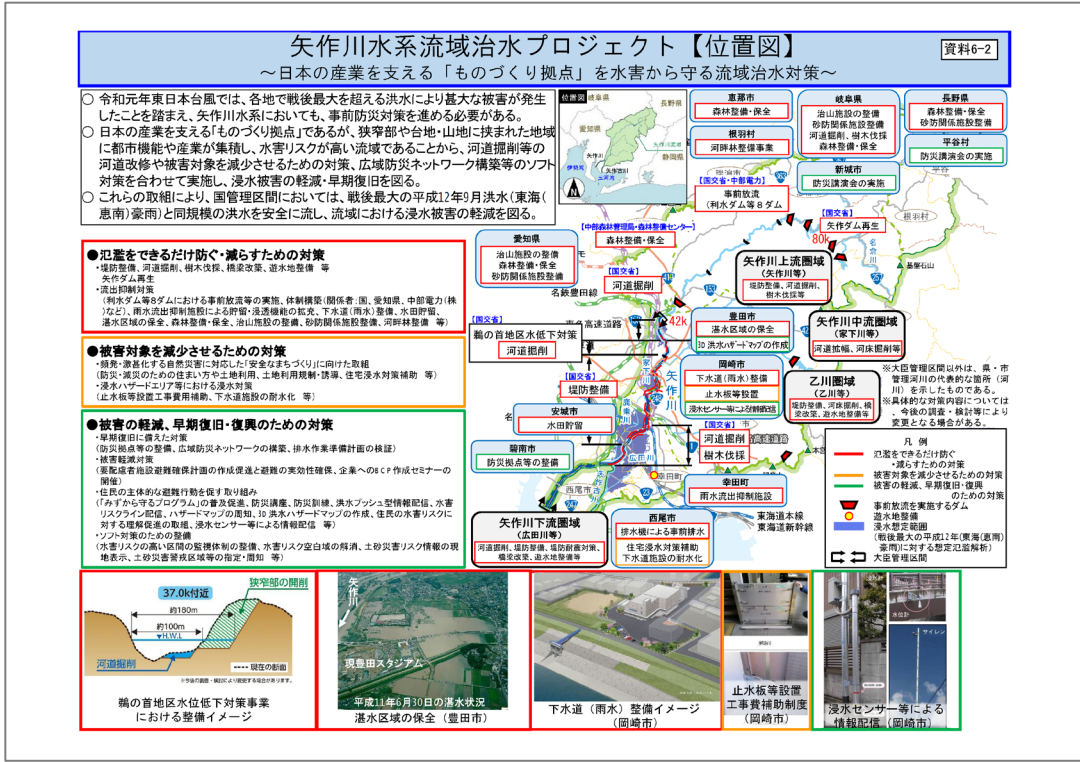 矢作川水系流域治水プロジェクト【位置図】
資料6-2
～日本の産業を支える「ものづくり拠点」を水害から守る流域治水対策～
○ 令和元年東日本台風では、各地で戦後最大を超える洪水により甚大な被害が発生
したことを踏まえ、矢作川水系においても、事前防災対策を進める必要がある。
○ 日本の産業を支える｢ものづくり拠点｣であるが、狭窄部や台地・山地に挟まれた地域
に都市機能や産業が集積し、水害リスクが高い流域であることから、河道掘削等の
河道改修や被害対象を減少させるための対策、広域防災ネットワーク構築等のソフト
対策を合わせて実施し、浸水被害の軽減・早期復旧を図る。
○ これらの取組により、国管理区間においては、戦後最大の平成12年9月洪水(東海(
恵南)豪雨)と同規模の洪水を安全に流し、流域における浸水被害の軽減を図る。
●氾濫をできるだけ防ぐ・減らすための対策
・堤防整備、河道掘削、樹木伐採、橋梁改築、遊水地整備 等
矢作ダム再生
・流出抑制対策
（利水ダム等８ダムにおける事前放流等の実施、体制構築(関係者：国、愛知県、中部電力(株
)など）、雨水流出抑制施設による貯留・浸透機能の拡充、下水道(雨水)整備、水田貯留、
湛水区域の保全、森林整備・保全、治山施設の整備、砂防関係施設整備、河畔林整備 等）
●被害対象を減少させるための対策
・頻発・激甚化する自然災害に対応した「安全なまちづくり」に向けた取組
（防災・減災のための住まい方や土地利用、土地利用規制・誘導、住宅浸水対策補助 等）
・浸水ハザードエリア等における浸水対策
（止水板等設置工事費用補助、下水道施設の耐水化 等）
●被害の軽減、早期復旧・復興のための対策
・早期復旧に備えた対策
（防災拠点等の整備、広域防災ネットワークの構築、排水作業準備計画の検証）
・被害軽減対策
（要配慮者施設避難確保計画の作成促進と避難の実効性確保、企業へのＢＣＰ作成セミナーの
開催）
・住民の主体的な避難行動を促す取り組み
（「みずから守るプログラム」の普及促進、防災講座、防災訓練、洪水プッシュ型情報配信、水害
リスクライン配信、ハザードマップの周知、3D 洪水ハザードマップの作成、住民の水害リスクに
対する理解促進の取組、浸水センサー等による情報配信 等）
・ソフト対策のための整備
（水害リスクの高い区間の監視体制の整備、水害リスク空白域の解消、土砂災害リスク情報の現
地表示、土砂災害警戒区域等の指定・周知 等）
位置図
岐阜県
長野県
愛知県
静岡県
矢作川流域
矢作川
矢作古川
伊勢湾
三河湾
恵那市
森林整備・保全
根羽村
河畔林整備事業
岐阜県
治山施設の整備
砂防関係施設整備
河道掘削、樹木伐採
森林整備・保全
長野県
森林整備・保全
砂防関係施設整備
平谷村
防災講演会の実施
新城市
防災講演会の実施
【国交省・中部電力】
事前放流
（利水ダム等８ダム）
【国交省】
矢作ダム再生
80k
根羽村
名倉川
【中部森林管理局・森林整備センター】
森林整備・保全
愛知県
治山施設の整備
森林整備・保全
砂防関係施設整備
【国交省】
河道掘削
名鉄豊田線
42k
【国交省】
鵜の首地区水位低下対策
河道掘削
矢作川上流圏域
(矢作川等)
堤防整備、河道掘削、
樹木伐採等
豊田市
湛水区域の保全
3D 洪水ハザードマップの作成
矢作川中流圏域
(家下川等)
河道拡幅、河床掘削等
岡崎市
下水道（雨水）整備
止水板等設置
浸水センサー等による情報配信
乙川圏域
(乙川等)
堤防整備、河床掘削、橋
梁改築、遊水地整備等
矢作川
家下川
鹿乗川
広田川
【国交省】
堤防整備
安城市
水田貯留
碧南市
防災拠点等の整備
【国交省】
河道掘削
樹木伐採
西尾市
幸田町
幸田町
雨水流出抑制施設
西尾市
排水機による事前排水
住宅浸水対策補助
下水道施設の耐水化
矢作川下流圏域
(広田川等)
河道掘削、堤防整備、堤防耐震対策、
橋梁改築、遊水地整備等
東海道本線
東海道新幹線
※大臣管理区間以外は、県・市
管理河川の代表的な箇所（河
川）を示したものである。
※具体的な対策内容については
、今後の調査・検討等により
変更となる場合がある。
凡 例
氾濫をできるだけ防ぐ
・減らすための対策
被害対象を減少させるための対策
被害の軽減、早期復旧・復興
のための対策
事前放流を実施するダム
遊水地整備
浸水想定範囲
(戦後最大の平成12年(東海(恵南)
豪雨)に対する想定氾濫解析)
大臣管理区間
37.0k付近
狭窄部の開削
約180m
約100m
H.W.L
河道掘削
現在の断面
※今後の調査・検討により変更する場合があります。
鵜の首地区水位低下対策事業
における整備イメージ
矢作川
現豊田スタジアム
平成11年6月30日の湛水状況
湛水区域の保全（豊田市）
下水道（雨水）整備イメージ
（岡崎市）
止水板等設置
工事費用補助制度
(岡崎市)
水位計
サイレン
浸水センサー等による
情報配信（岡崎市）